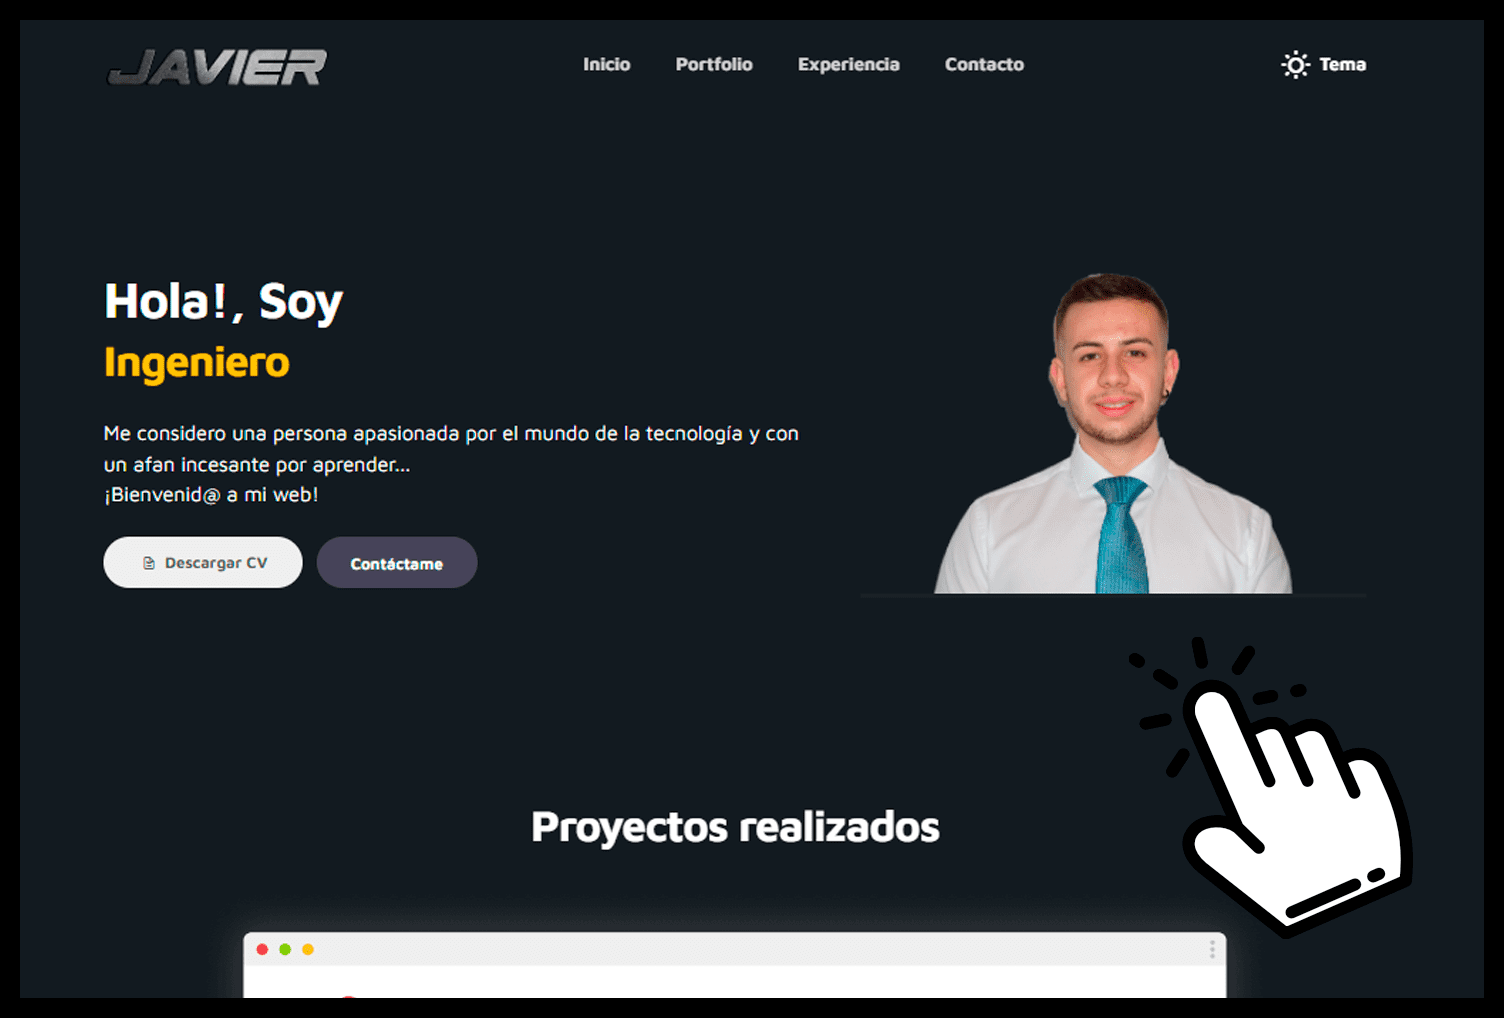 JAVIER
Inicio
Portfolio
Experiencia
Contacto
Tema
Hola!, Soy
Ingeniero
Me considero una persona apasionada por el mundo de la tecnología y con
un afan incesante por aprender...
¡Bienvenid@ a mi web!
Descargar CV
Contáctame
Proyectos realizados